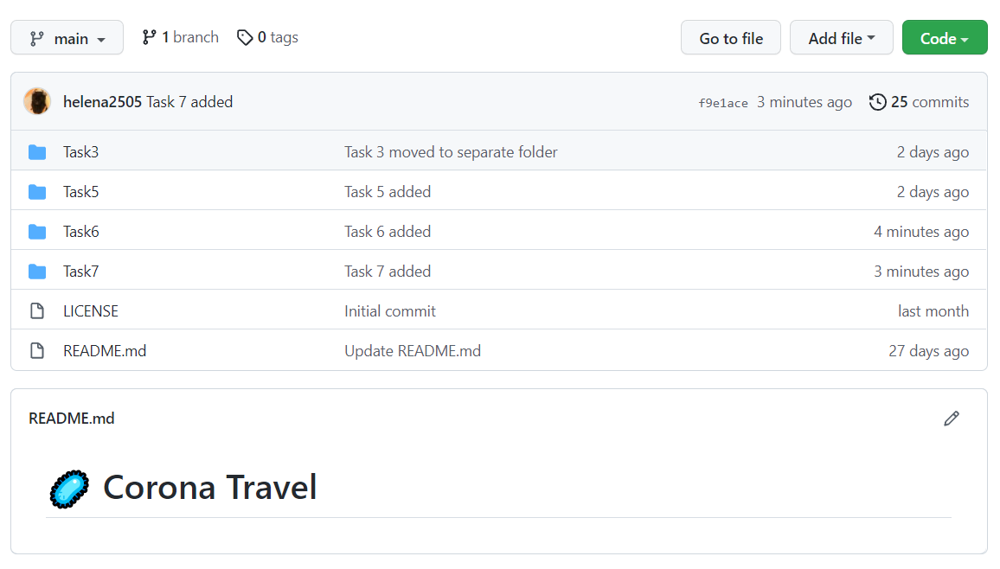 main 1 branch 0 tags Go to file Add file Code
helena2505 Task 7 added f9e1ace 3 minutes ago 25 commits
Task3 Task 3 moved to separate folder 2 days ago
Task5 Task 5 added 2 days ago
Task6 Task 6 added 4 minutes ago
Task7 Task 7 added 3 minutes ago
LICENSE Initial commit last month
README.md Update README.md 27 days ago
README.md
Corona Travel